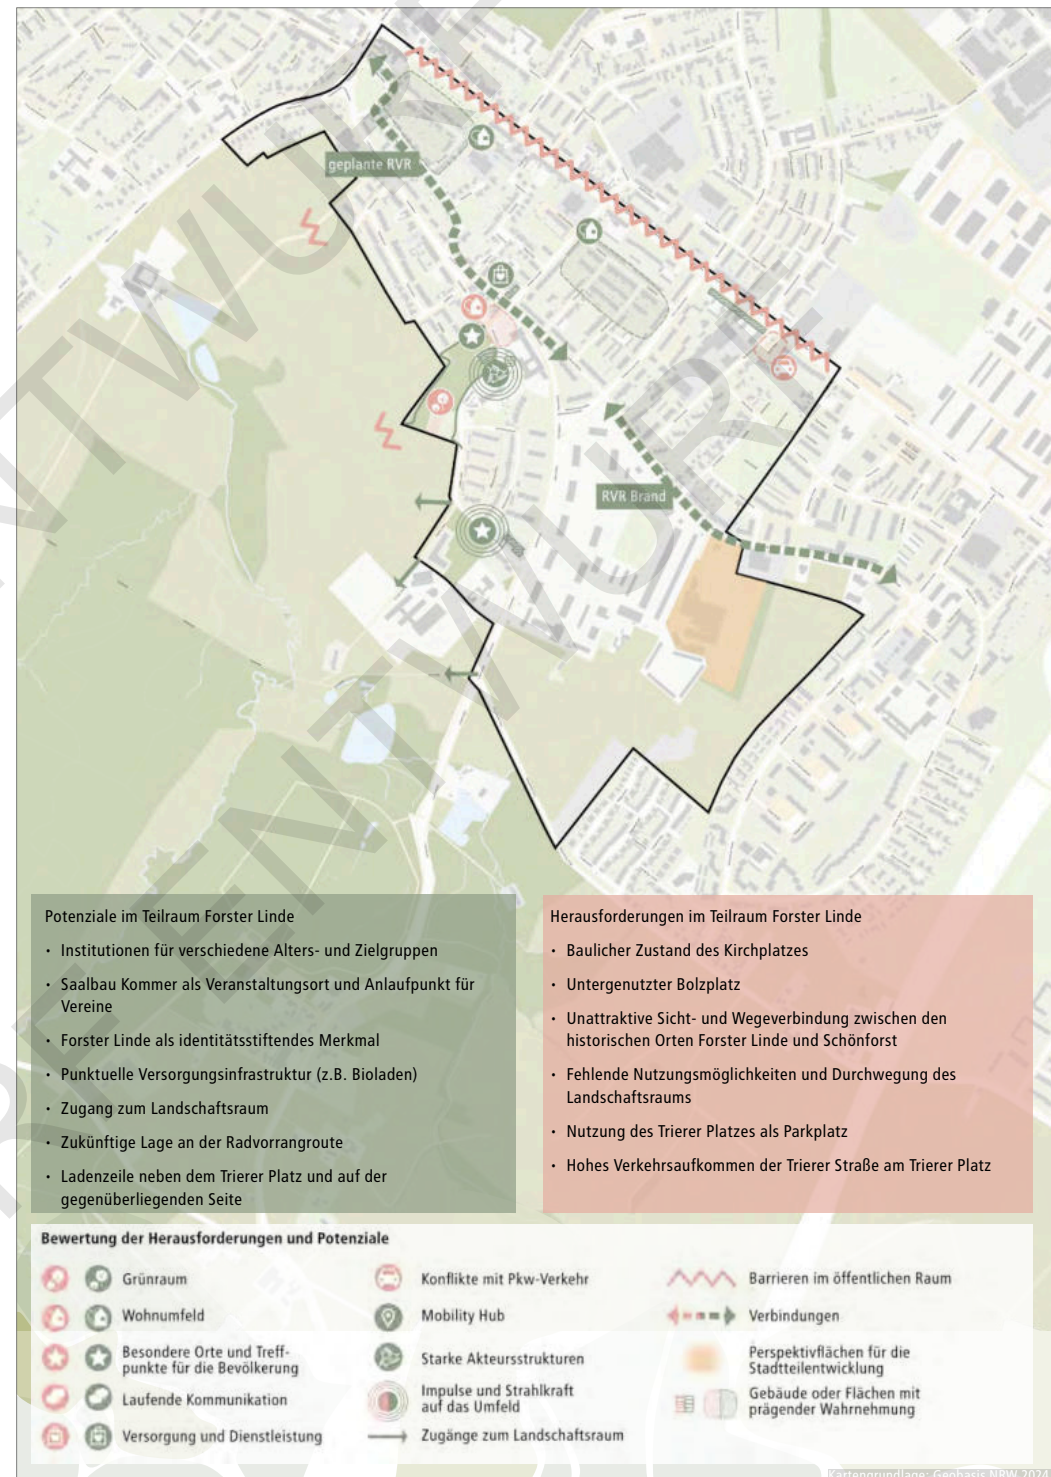 ENTWURF
ENTWURF
geplante RVR
RVR Brand
Potenziale im Teilraum Forster Linde
· Institutionen für verschiedene Alters- und Zielgruppen
· Saalbau Kommer als Veranstaltungsort und Anlaufpunkt für
Vereine
· Forster Linde als identitätsstiftendes Merkmal
· Punktuelle Versorgungsinfrastruktur (z.B. Bioladen)
· Zugang zum Landschaftsraum
· Zukünftige Lage an der Radvorrangroute
· Ladenzeile neben dem Trierer Platz und auf der
gegenüberliegenden Seite
Herausforderungen im Teilraum Forster Linde
· Baulicher Zustand des Kirchplatzes
· Untergenutzter Bolzplatz
· Unattraktive Sicht- und Wegeverbindung zwischen den
historischen Orten Forster Linde und Schönforst
· Fehlende Nutzungsmöglichkeiten und Durchwegung des
Landschaftsraums
· Nutzung des Trierer Platzes als Parkplatz
· Hohes Verkehrsaufkommen der Trierer Straße am Trierer Platz
Bewertung der Herausforderungen und Potenziale
Grünraum
Wohnumfeld
Besondere Orte und Treff-
punkte für die Bevölkerung
Laufende Kommunikation
Versorgung und Dienstleistung
Konflikte mit Pkw-Verkehr
Mobility Hub
Starke Akteursstrukturen
Impulse und Strahlkraft
auf das Umfeld
Zugänge zum Landschaftsraum
Barrieren im öffentlichen Raum
Verbindungen
Perspektivflächen für die
Stadtteilentwicklung
Gebäude oder Flächen mit
prägender Wahrnehmung
Kartengrundlage: Geobasis NRW 2024